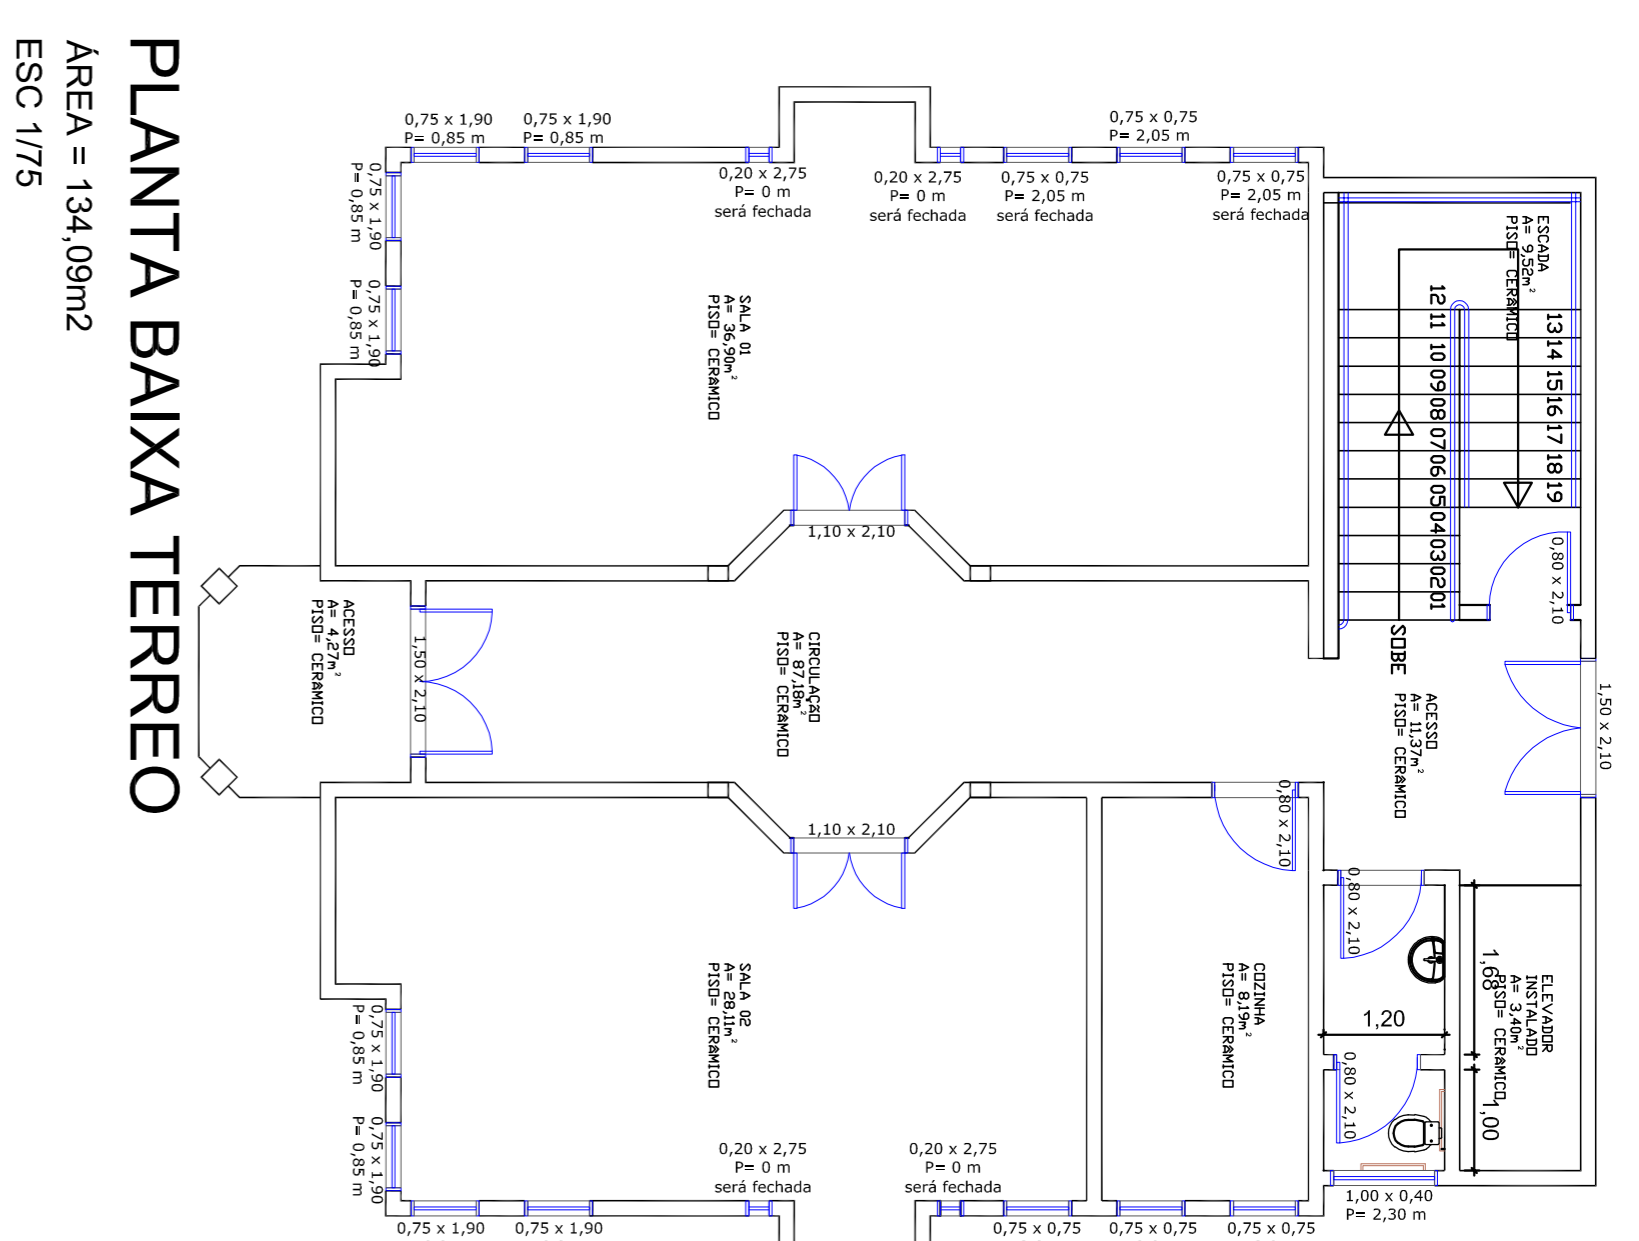 PLANTA BAIXA TERREO
ÁREA = 134,09m2
ESC 1/75
0,75 x 1,90
P= 0,85 m
0,75 x 1,90
P= 0,85 m
0,20 x 2,75
P= 0 m
será fechada
0,20 x 2,75
P= 0 m
será fechada
0,75 x 0,75
P= 2,05 m
será fechada
0,75 x 0,75
P= 2,05 m
0,75 x 0,75
P= 2,05 m
será fechada
0,75 x 1,90
P= 0,85 m
0,75 x 1,90
P= 0,85 m
SALA 01
A= 36,90m²
PISO= CERAMICO
ESCADA
A= 9,52m²
PISO= CERAMICO
12 11 10 09 08 07 06 05 04 03 02 01
13 14 15 16 17 18 19
SOBE
0,80 x 2,10
1,10 x 2,10
ACESSO
A= 4,27m²
PISO= CERAMICO
1,50 x 2,10
CIRCULAÇÃO
A= 87,18m²
PISO= CERAMICO
ACESSO
A= 11,37m²
PISO= CERAMICO
1,50 x 2,10
1,10 x 2,10
0,80 x 2,10
0,80 x 2,10
SALA 02
A= 28,11m²
PISO= CERAMICO
COZINHA
A= 8,19m²
PISO= CERAMICO
ELEVADOR
INSTALADO
A= 3,40m²
PISO= CERAMICO
1,68
1,20
1,00
0,80 x 2,10
0,75 x 1,90
P= 0,85 m
0,75 x 1,90
P= 0,85 m
0,20 x 2,75
P= 0 m
será fechada
0,20 x 2,75
P= 0 m
será fechada
1,00 x 0,40
P= 2,30 m
0,75 x 1,90
0,75 x 1,90
0,75 x 0,75
0,75 x 0,75
0,75 x 0,75